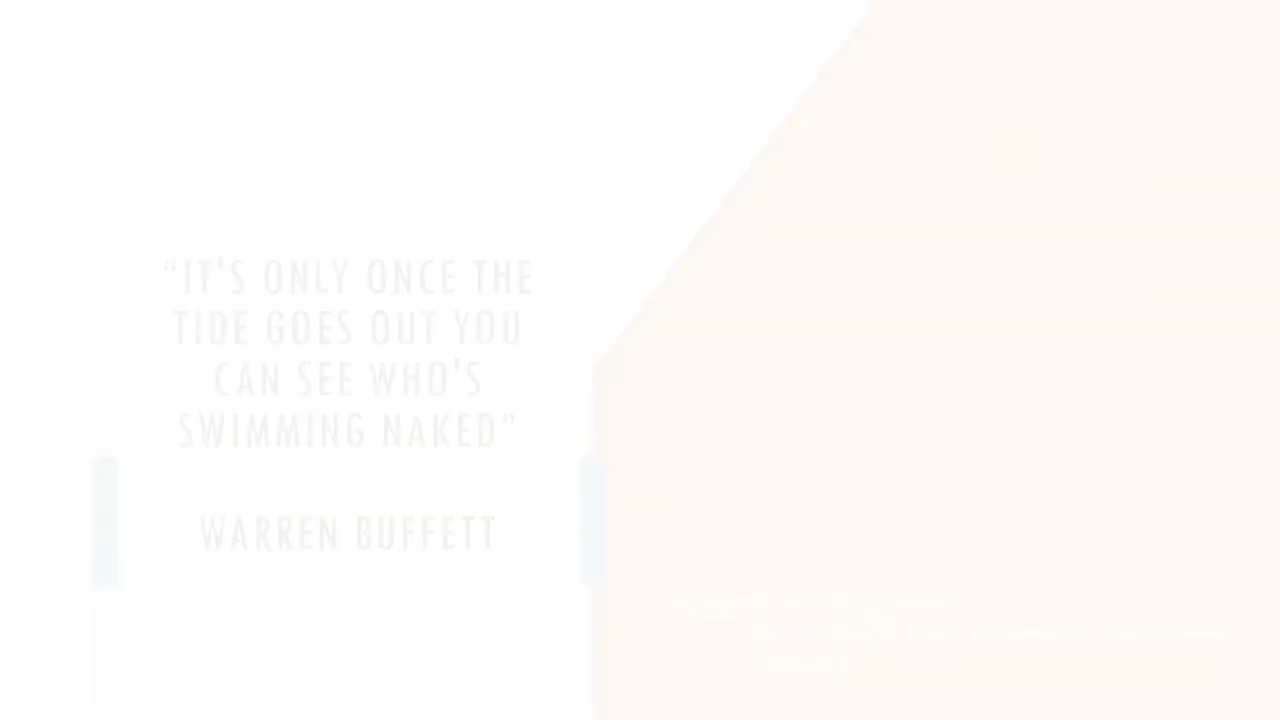 “IT'S ONLY ONCE THE
TIDE GOES OUT YOU
CAN SEE WHO'S
SWIMMING NAKED”
WARREN BUFFETT